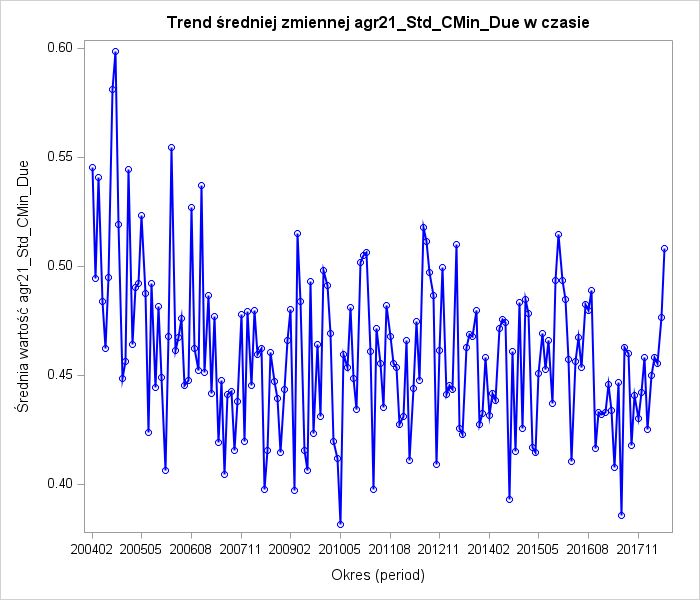 Trend średniej zmiennej agr21_Std_CMin_Due w czasie
Średnia wartość agr21_Std_CMin_Due
0.60
0.55
0.50
0.45
0.40
200402 200505 200608 200711 200902 201005 201108 201211 201402 201505 201608 201711
Okres (period)